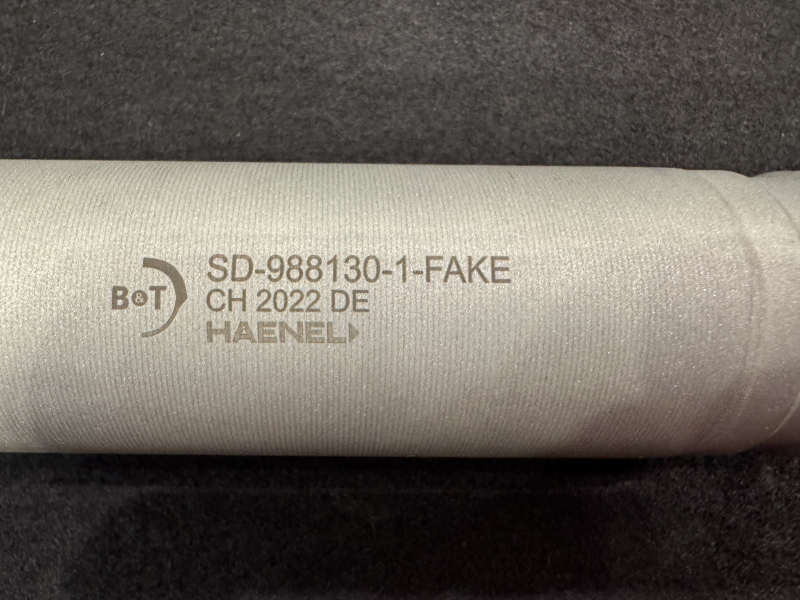 B&T
SD-988130-1-FAKE
CH 2022 DE
HAENEL